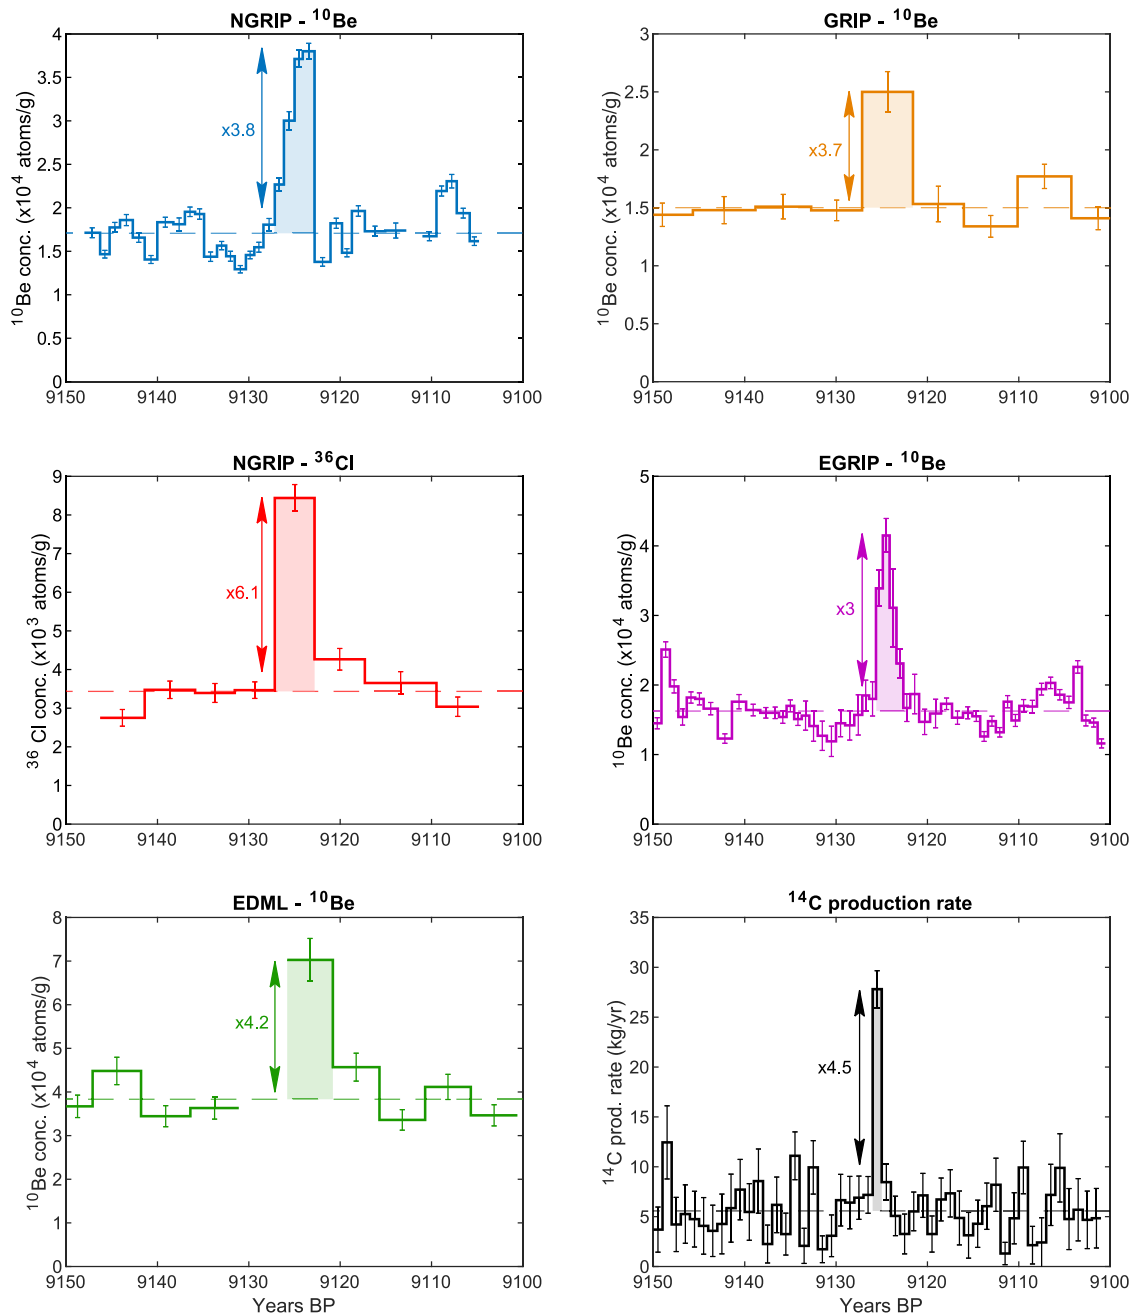 NGRIP - ¹⁰Be
¹⁰Be conc. (x10⁴ atoms/g)
4
3.5
3
2.5
2
1.5
1
0.5
0
x3.8
9150 9140 9130 9120 9110 9100
GRIP - ¹⁰Be
¹⁰Be conc. (x10⁴ atoms/g)
3
2.5
2
1.5
1
0.5
0
x3.7
9150 9140 9130 9120 9110 9100
NGRIP - ³⁶Cl
³⁶Cl conc. (x10³ atoms/g)
9
8
7
6
5
4
3
2
1
0
x6.1
9150 9140 9130 9120 9110 9100
EGRIP - ¹⁰Be
¹⁰Be conc. (x10⁴ atoms/g)
5
4
3
2
1
0
x3
9150 9140 9130 9120 9110 9100
EDML - ¹⁰Be
¹⁰Be conc. (x10⁴ atoms/g)
8
7
6
5
4
3
2
1
0
x4.2
9150 9140 9130 9120 9110 9100
Years BP
¹⁴C production rate
¹⁴C prod. rate (kg/yr)
35
30
25
20
15
10
5
0
x4.5
9150 9140 9130 9120 9110 9100
Years BP